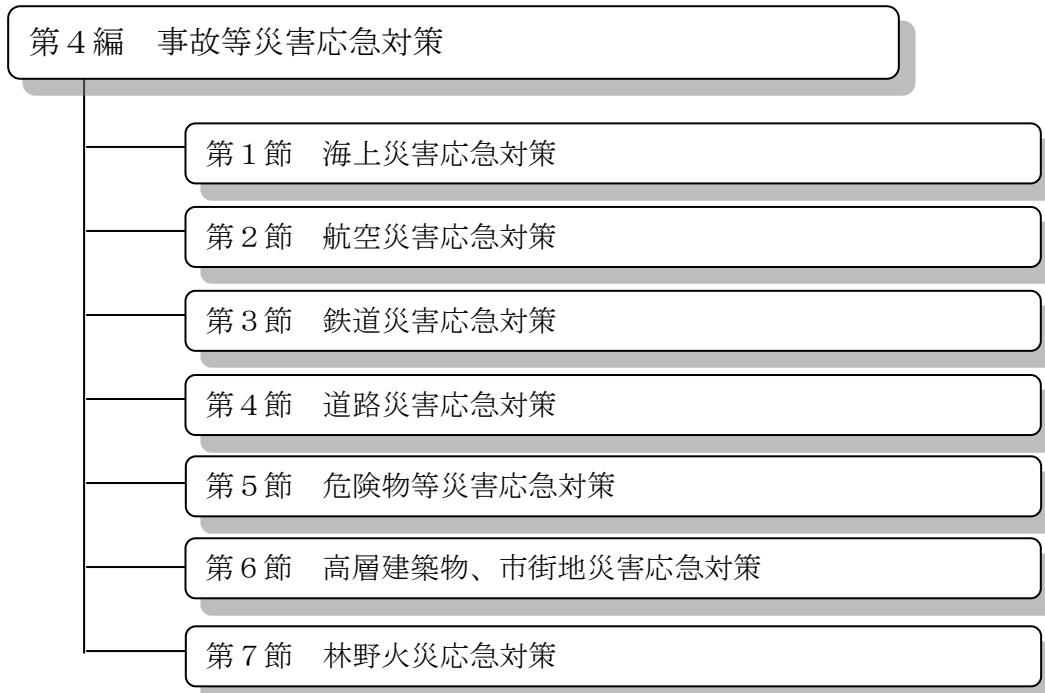 第４編　事故等災害応急対策
第１節　海上災害応急対策
第２節　航空災害応急対策
第３節　鉄道災害応急対策
第４節　道路災害応急対策
第５節　危険物等災害応急対策
第６節　高層建築物、市街地災害応急対策
第７節　林野火災応急対策